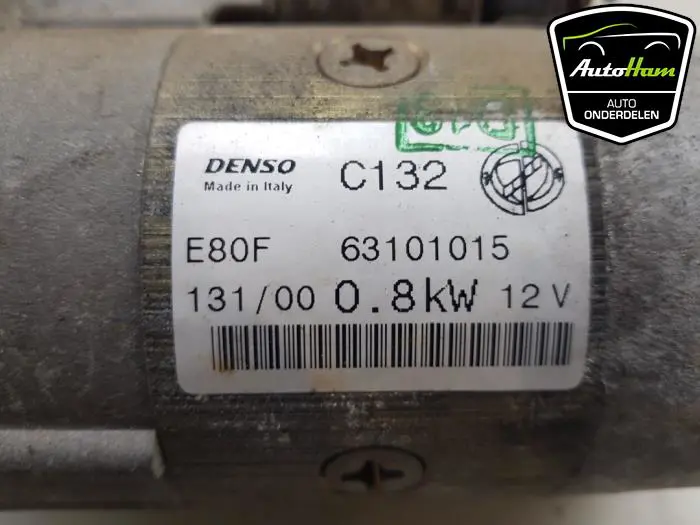 AutoHam
AUTO
ONDERDELEN
DENSO
Made in Italy
C132
E80F 63101015
131/00 0.8kW 12 V